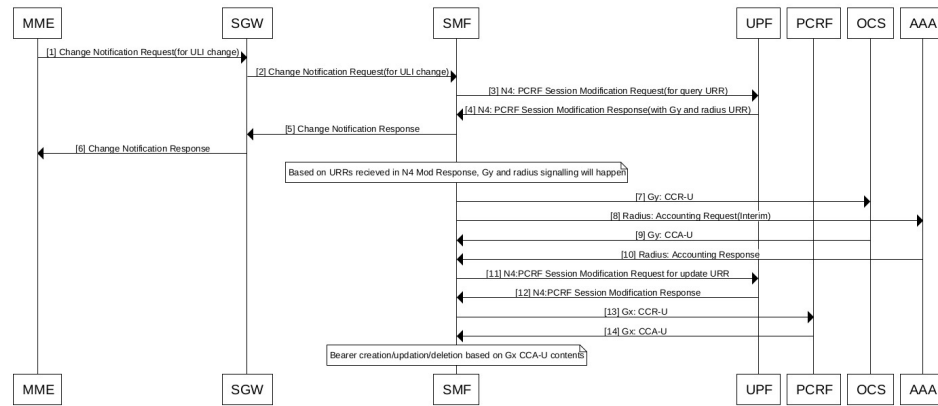 MME SGW SMF UPF PCRF OCS AAA
[1] Change Notification Request(for ULI change)
[2] Change Notification Request(for ULI change)
[3] N4: PCRF Session Modification Request(for query URR)
[4] N4: PCRF Session Modification Response(with Gy and radius URR)
[5] Change Notification Response
[6] Change Notification Response
Based on URRs recieved in N4 Mod Response, Gy and radius signalling will happen
[7] Gy: CCR-U
[8] Radius: Accounting Request(Interim)
[9] Gy: CCA-U
[10] Radius: Accounting Response
[11] N4:PCRF Session Modification Request for update URR
[12] N4:PCRF Session Modification Response
[13] Gx: CCR-U
[14] Gx: CCA-U
Bearer creation/updation/deletion based on Gx CCA-U contents
MME SGW SMF UPF PCRF OCS AAA